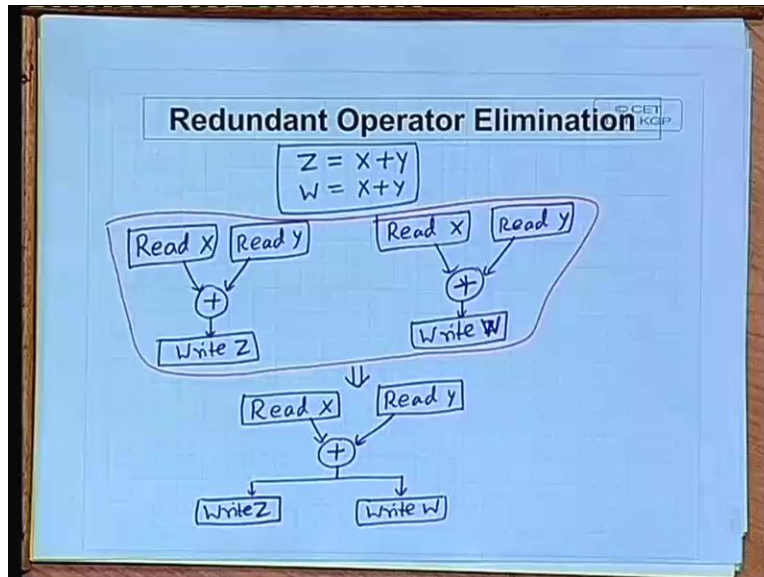 Redundant Operator Elimination
© CET
KGP
Z = X+Y
W = X+Y
Read X Read Y Read X Read Y
+ +
Write Z Write W
⇓
Read X Read Y
+
Write Z Write W